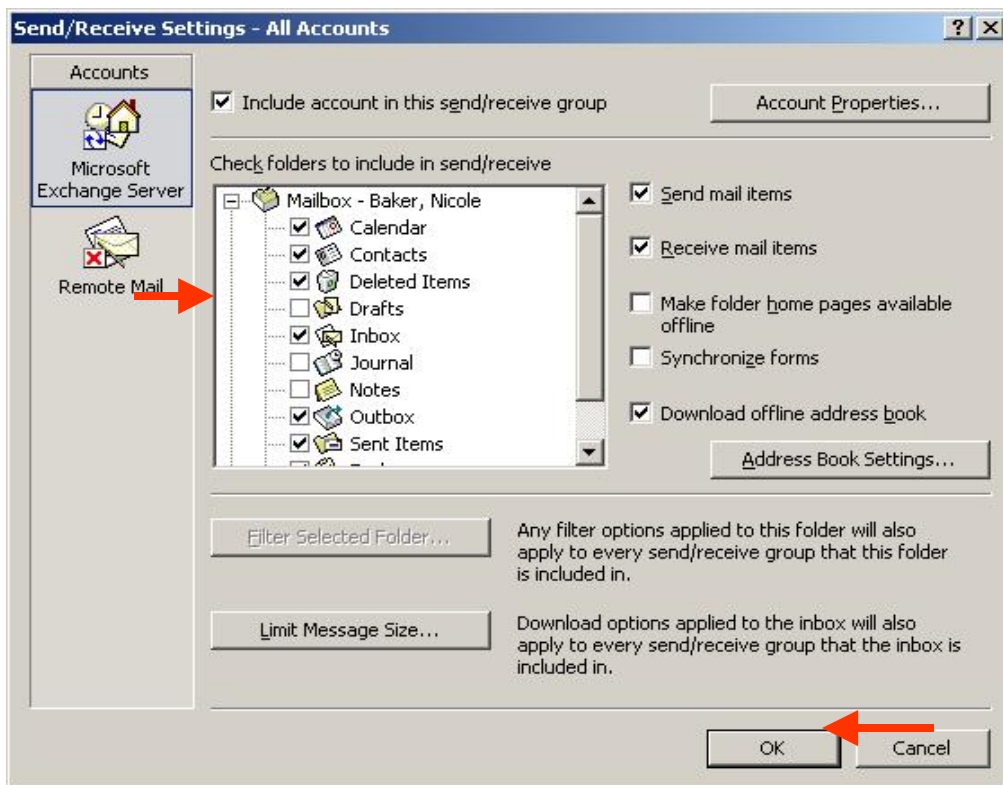 Send/Receive Settings - All Accounts
Accounts
Microsoft
Exchange Server
Remote Mail
Include account in this send/receive group
Account Properties...
Check folders to include in send/receive
Mailbox - Baker, Nicole
Calendar
Contacts
Deleted Items
Drafts
Inbox
Journal
Notes
Outbox
Sent Items
Send mail items
Receive mail items
Make folder home pages available
offline
Synchronize forms
Download offline address book
Address Book Settings...
Filter Selected Folder...
Any filter options applied to this folder will also
apply to every send/receive group that this folder
is included in.
Limit Message Size...
Download options applied to the inbox will also
apply to every send/receive group that the inbox is
included in.
OK
Cancel